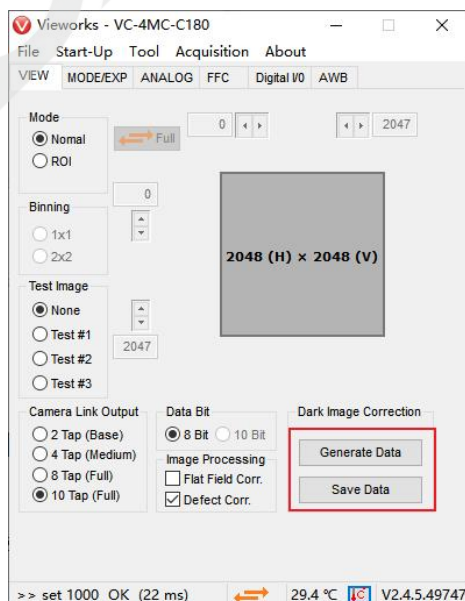 Vieworks - VC-4MC-C180
File Start-Up Tool Acquisition About
VIEW MODE/EXP ANALOG FFC Digital I/0 AWB
Mode
Nomal
ROI
Full
0
2047
0
Binning
1x1
2x2
2048 (H) × 2048 (V)
Test Image
None
Test #1
Test #2
Test #3
2047
Camera Link Output
2 Tap (Base)
4 Tap (Medium)
8 Tap (Full)
10 Tap (Full)
Data Bit
8 Bit 10 Bit
Image Processing
Flat Field Corr.
Defect Corr.
Dark Image Correction
Generate Data
Save Data
>> set 1000 OK (22 ms) 29.4 ℃ C V2.4.5.49747